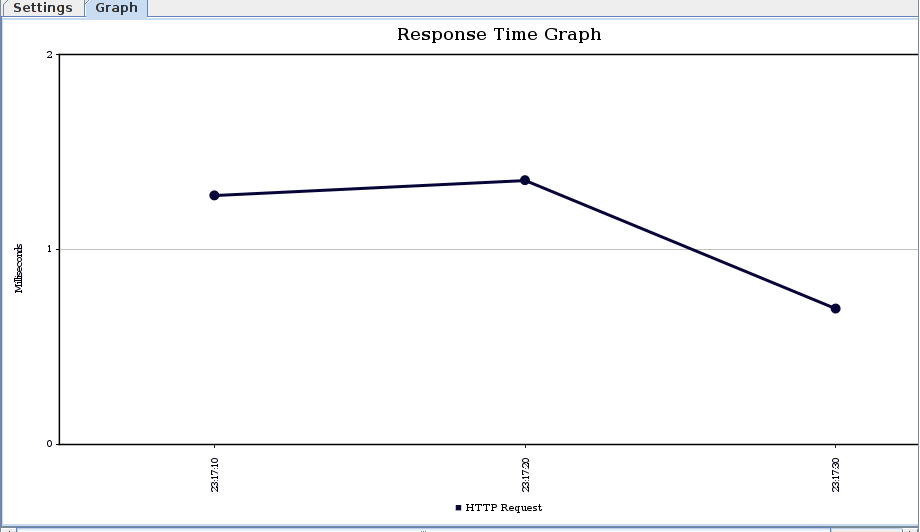 Settings Graph
Response Time Graph
2
1
0
Milliseconds
23:17:10
23:17:20
23:17:30
HTTP Request